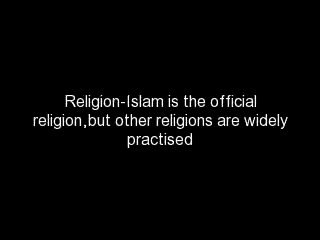 Religion-Islam is the official
religion,but other religions are widely
practised